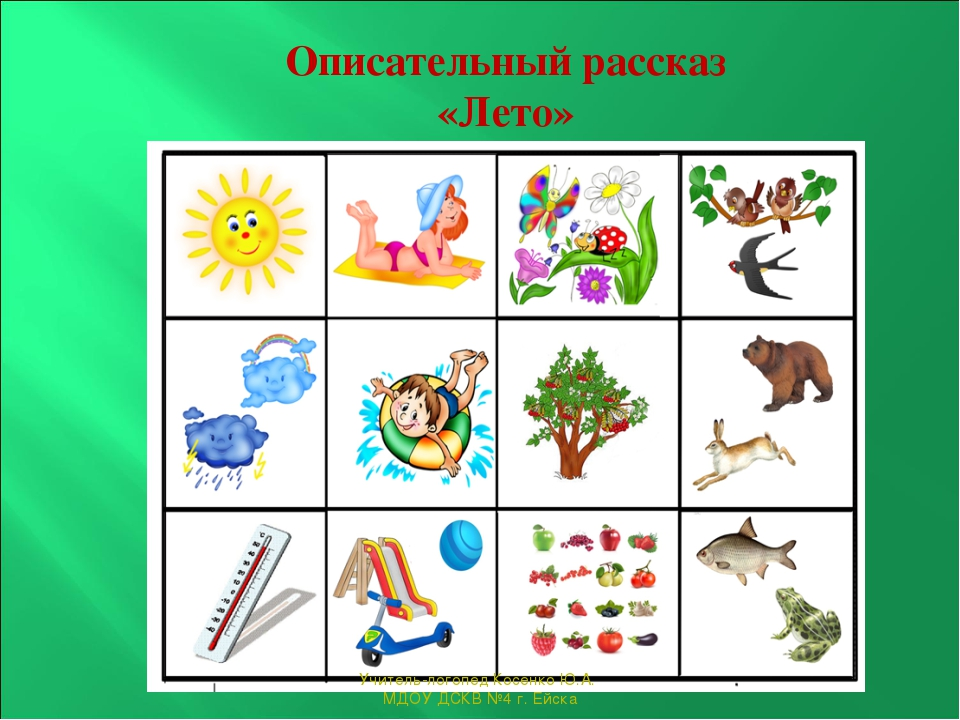 Описательный рассказ
«Лето»
Учитель-логопед Косенко Ю.А.
МДОУ ДСКВ №4 г. Ейска